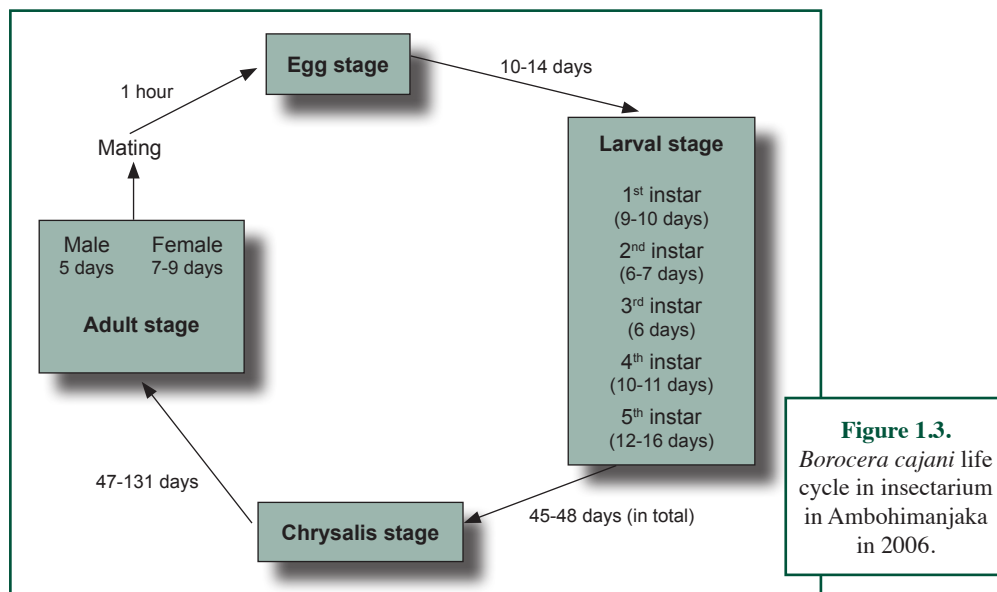 Egg stage
10-14 days
1 hour
Mating
Larval stage
1st instar
(9-10 days)
2nd instar
(6-7 days)
3rd instar
(6 days)
4th instar
(10-11 days)
5th instar
(12-16 days)
Male Female
5 days 7-9 days
Adult stage
47-131 days
45-48 days (in total)
Chrysalis stage
Figure 1.3.
Borocera cajani life
cycle in insectarium
in Ambohimanjaka
in 2006.